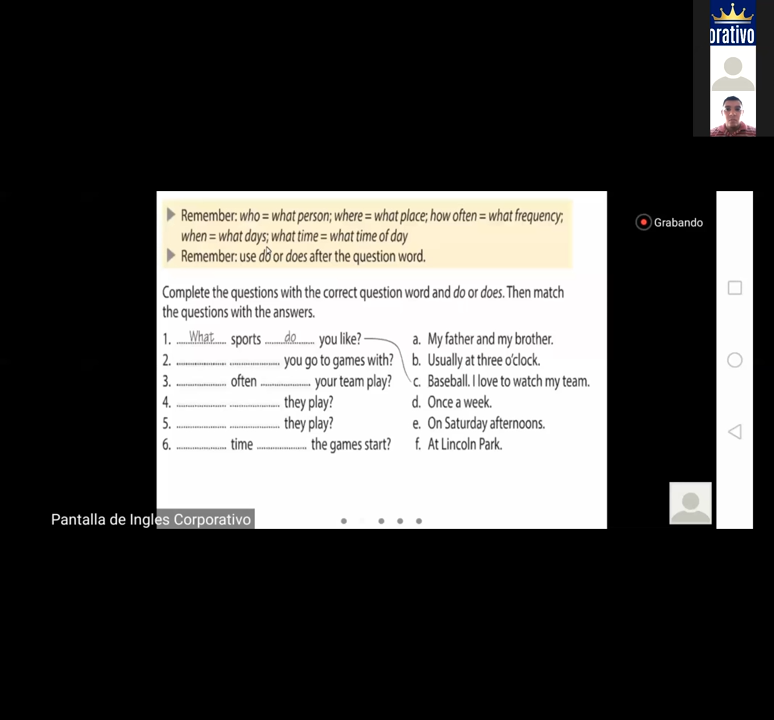 orativo
Remember: who = what person; where = what place; how often = what frequency;
when = what days; what time = what time of day
Remember: use do or does after the question word.
Grabando
Complete the questions with the correct question word and do or does. Then match
the questions with the answers.
1. What sports do you like?
2. you go to games with?
3. often your team play?
4. they play?
5. they play?
6. time the games start?
a. My father and my brother.
b. Usually at three o'clock.
c. Baseball. I love to watch my team.
d. Once a week.
e. On Saturday afternoons.
f. At Lincoln Park.
Pantalla de Ingles Corporativo